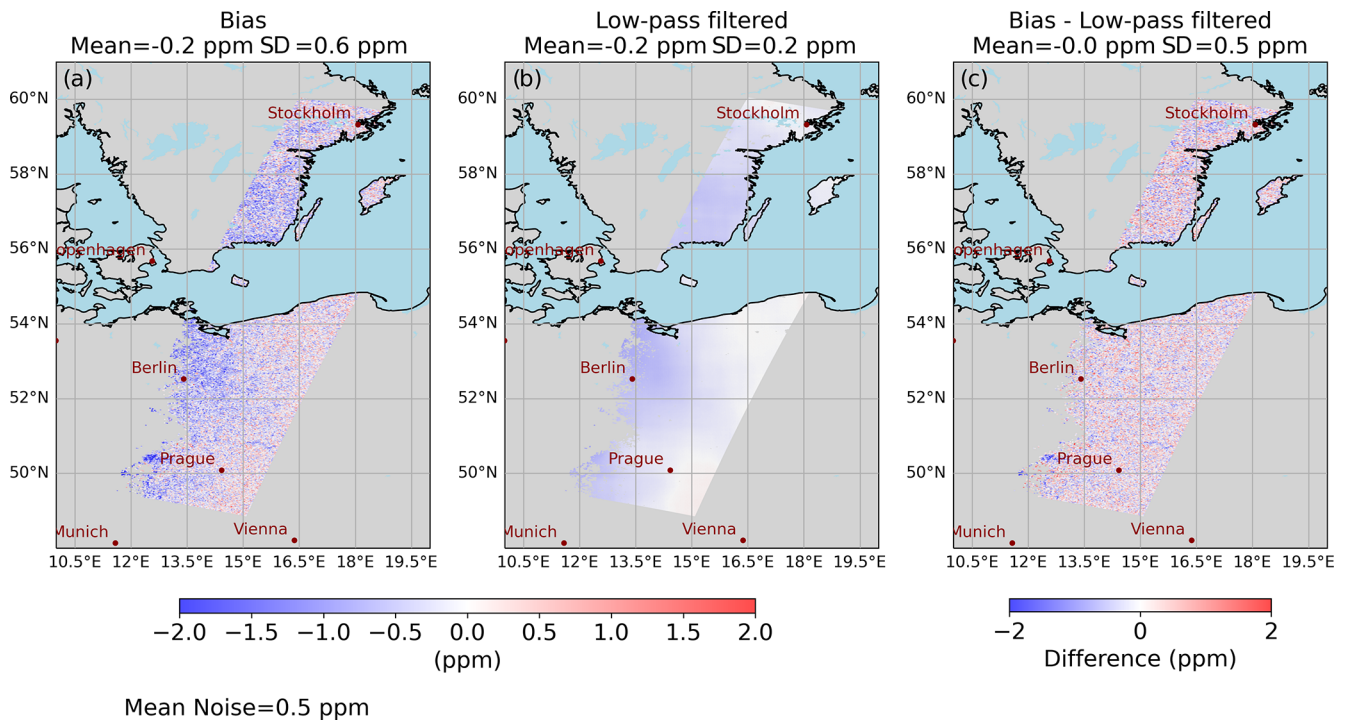 Bias
Mean=-0.2 ppm SD=0.6 ppm
Low-pass filtered
Mean=-0.2 ppm SD=0.2 ppm
Bias - Low-pass filtered
Mean=-0.0 ppm SD=0.5 ppm
(a)
60°N
58°N
56°N
54°N
52°N
50°N
Stockholm
openhagen
Berlin
Prague
Munich
Vienna
10.5°E 12°E 13.5°E 15°E 16.5°E 18°E 19.5°E
(b)
60°N
58°N
56°N
54°N
52°N
50°N
Stockholm
openhagen
Berlin
Prague
Munich
Vienna
10.5°E 12°E 13.5°E 15°E 16.5°E 18°E 19.5°E
(c)
60°N
58°N
56°N
54°N
52°N
50°N
Stockholm
openhagen
Berlin
Prague
Munich
Vienna
10.5°E 12°E 13.5°E 15°E 16.5°E 18°E 19.5°E
−2.0 −1.5 −1.0 −0.5 0.0 0.5 1.0 1.5 2.0
(ppm)
−2 0 2
Difference (ppm)
Mean Noise=0.5 ppm